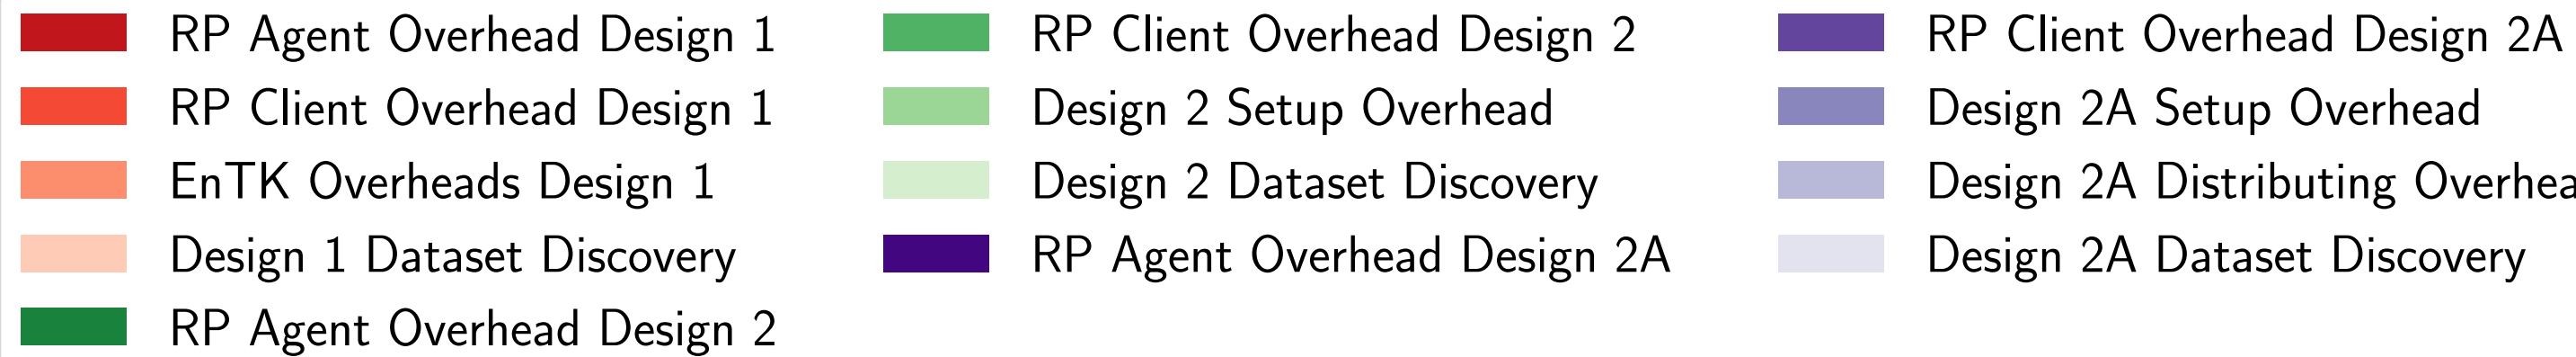 RP Agent Overhead Design 1
RP Client Overhead Design 1
EnTK Overheads Design 1
Design 1 Dataset Discovery
RP Agent Overhead Design 2
RP Client Overhead Design 2
Design 2 Setup Overhead
Design 2 Dataset Discovery
RP Agent Overhead Design 2A
RP Client Overhead Design 2A
Design 2A Setup Overhead
Design 2A Distributing
Design 2A Dataset Discovery